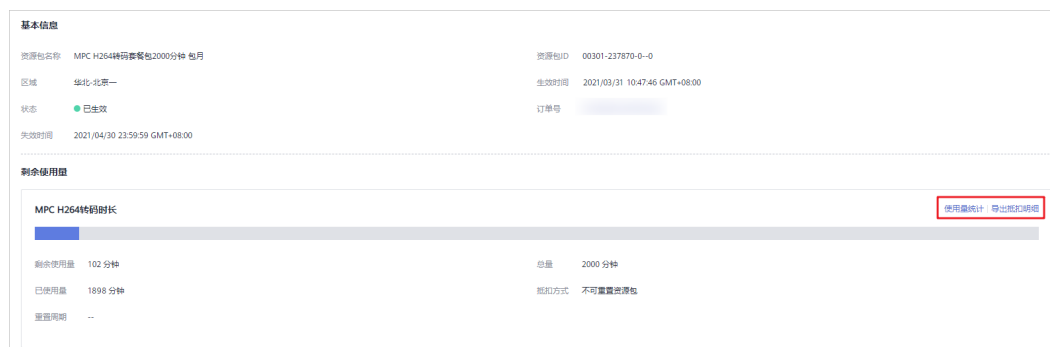 基本信息
资源包名称 MPC H264转码套餐包2000分钟 包月 资源包ID 00301-237870-0--0
区域 华北-北京一 生效时间 2021/03/31 10:47:46 GMT+08:00
状态 已生效 订单号
失效时间 2021/04/30 23:59:59 GMT+08:00
剩余使用量
MPC H264转码时长 使用量统计 | 导出抵扣明细
剩余使用量 102 分钟 总量 2000 分钟
已使用量 1898 分钟 抵扣方式 不可重置资源包
重置周期 --